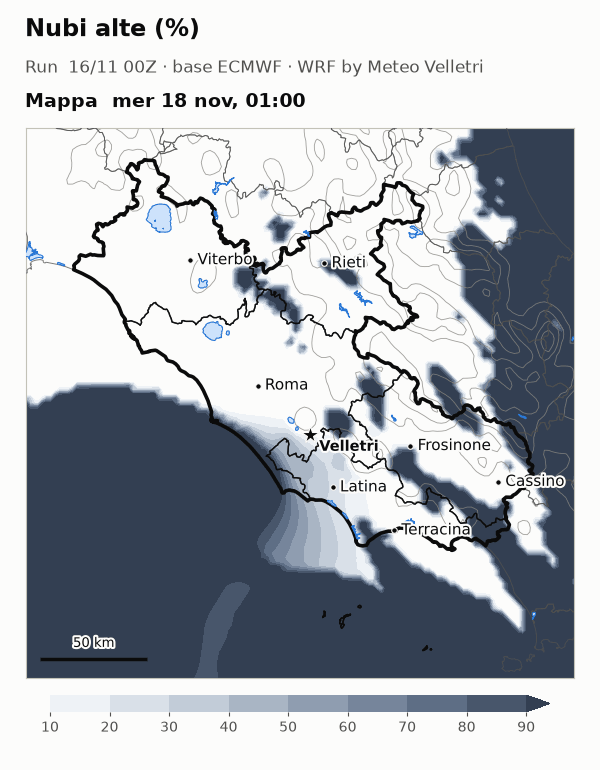 Nubi alte (%)
Run  16/11 00Z · base ECMWF · WRF by Meteo Velletri
Mappa  mer 18 nov, 01:00
Viterbo
Rieti
Roma
Velletri
Frosinone
Cassino
Latina
Terracina
50 km
10 20 30 40 50 60 70 80 90